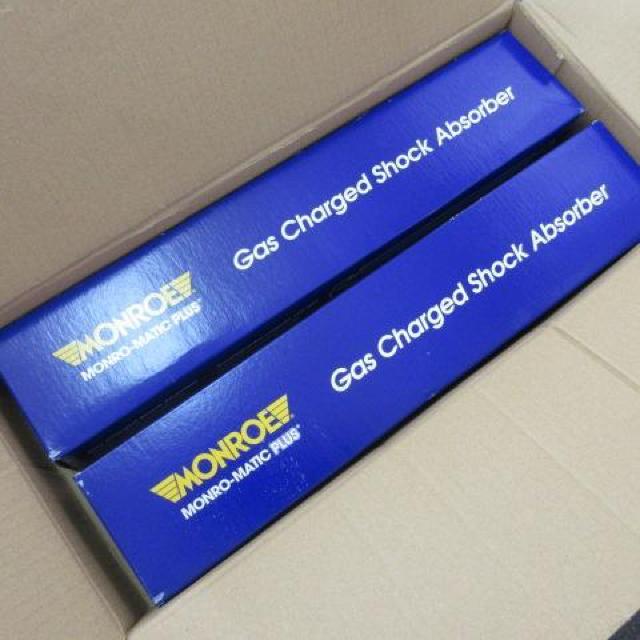 Gas Charged Shock Absorber
MONROE
MONRO-MATIC PLUS®
Gas Charged Shock Absorber
MONROE®
MONRO-MATIC PLUS®